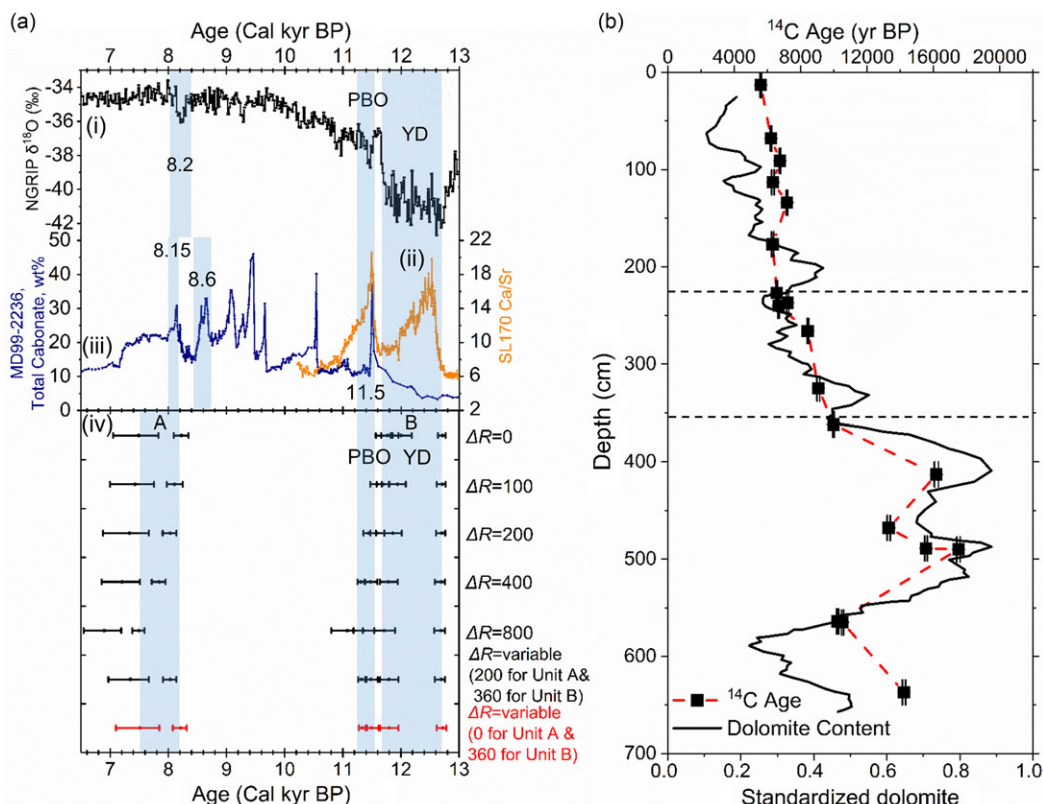 (a)
Age (Cal kyr BP)
7 8 9 10 11 12 13
NGRIP δ18O (‰)
-34
-36
-38
-40
-42
(i)
PBO
YD
8.2
MD99-2236,
Total Cabonate, wt%
50
40
30
20
10
0
8.15
8.6
(ii)
(iii)
11.5
22
18
14
10
6
2
SL170 Ca/Sr
(iv)
A
B
PBO YD
ΔR=0
ΔR=100
ΔR=200
ΔR=400
ΔR=800
ΔR=variable
(200 for Unit A&
360 for Unit B)
ΔR=variable
(0 for Unit A &
360 for Unit B)
7 8 9 10 11 12 13
Age (Cal kyr BP)
(b)
14C Age (yr BP)
0 4000 8000 12000 16000 20000
Depth (cm)
0
100
200
300
400
500
600
700
14C Age
Dolomite Content
0.0 0.2 0.4 0.6 0.8 1.0
Standardized dolomite